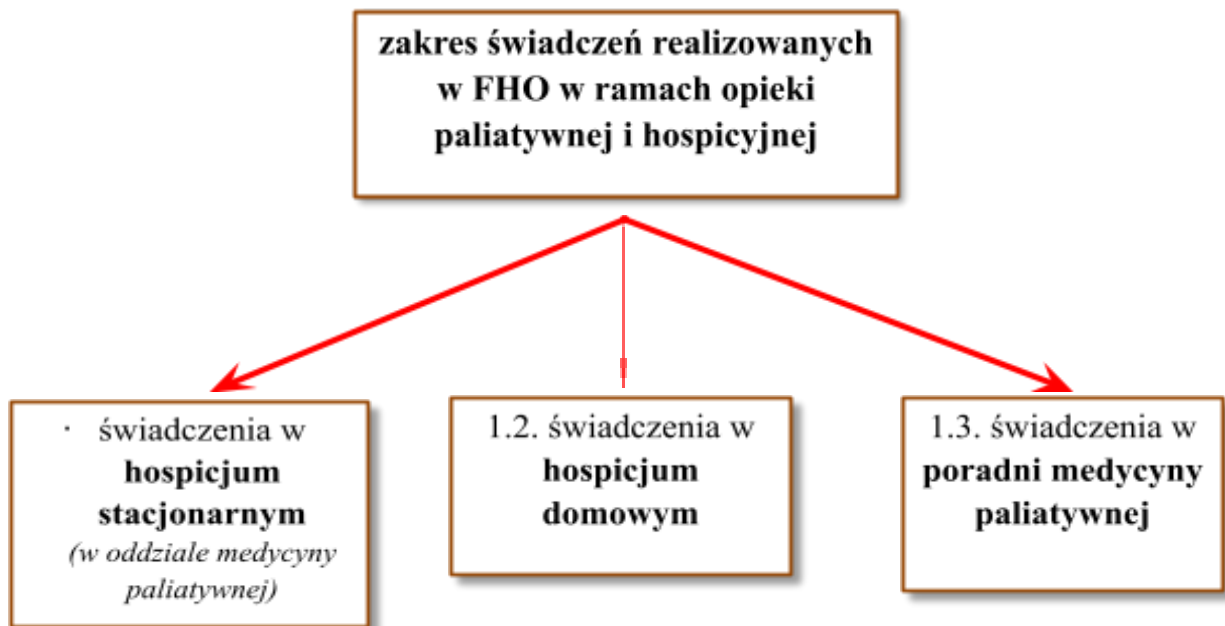 zakres świadczeń realizowanych
w FHO w ramach opieki
paliatywnej i hospicyjnej
· świadczenia w
hospicjum
stacjonarnym
(w oddziale medycyny
paliatywnej)
1.2. świadczenia w
hospicjum
domowym
1.3. świadczenia w
poradni medycyny
paliatywnej